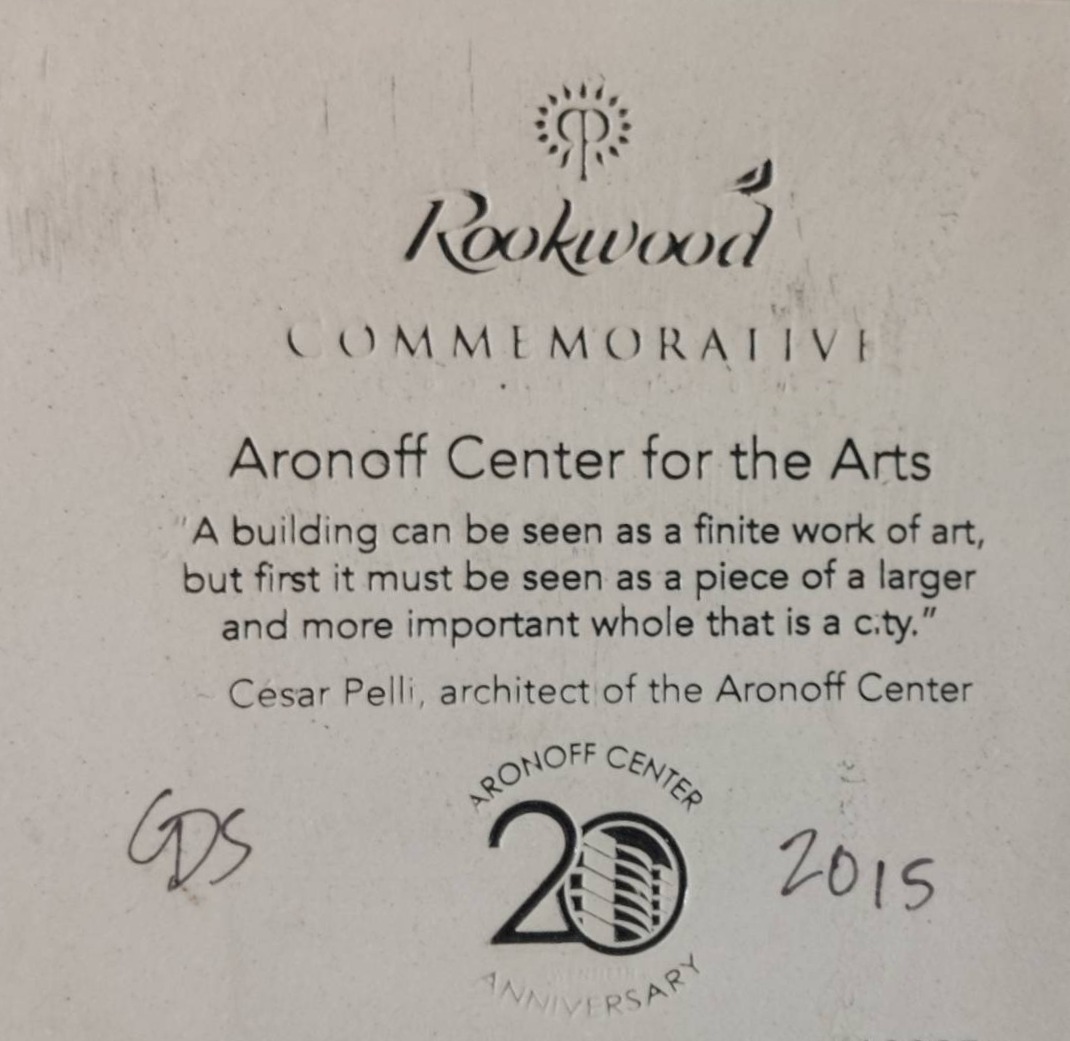 Rookwood
COMMEMORATIVE
Aronoff Center for the Arts
"A building can be seen as a finite work of art,
but first it must be seen as a piece of a larger
and more important whole that is a city."
~ César Pelli, architect of the Aronoff Center
ARONOFF CENTER
GDS 20 2015
ANNIVERSARY